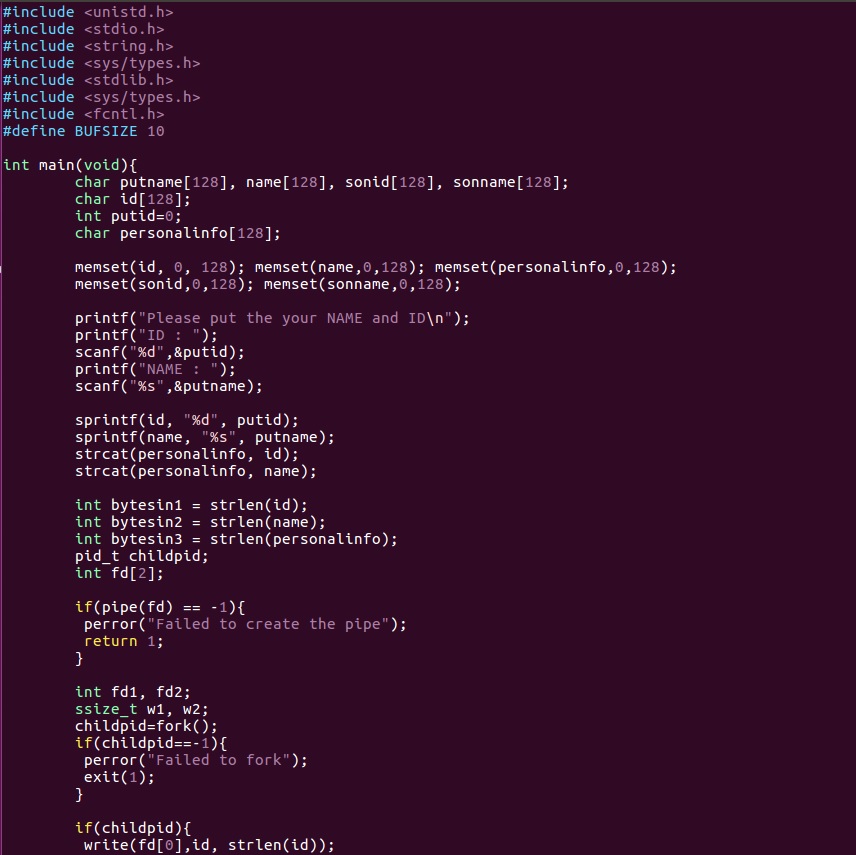 #include <unistd.h>
#include <stdio.h>
#include <string.h>
#include <sys/types.h>
#include <stdlib.h>
#include <sys/types.h>
#include <fcntl.h>
#define BUFSIZE 10

int main(void){
        char putname[128], name[128], sonid[128], sonname[128];
        char id[128];
        int putid=0;
        char personalinfo[128];

        memset(id, 0, 128); memset(name,0,128); memset(personalinfo,0,128);
        memset(sonid,0,128); memset(sonname,0,128);

        printf("Please put the your NAME and ID\n");
        printf("ID : ");
        scanf("%d",&putid);
        printf("NAME : ");
        scanf("%s",&putname);

        sprintf(id, "%d", putid);
        sprintf(name, "%s", putname);
        strcat(personalinfo, id);
        strcat(personalinfo, name);

        int bytesin1 = strlen(id);
        int bytesin2 = strlen(name);
        int bytesin3 = strlen(personalinfo);
        pid_t childpid;
        int fd[2];

        if(pipe(fd) == -1){
         perror("Failed to create the pipe");
         return 1;
        }

        int fd1, fd2;
        ssize_t w1, w2;
        childpid=fork();
        if(childpid==-1){
         perror("Failed to fork");
         exit(1);
        }

        if(childpid){
         write(fd[0],id, strlen(id));